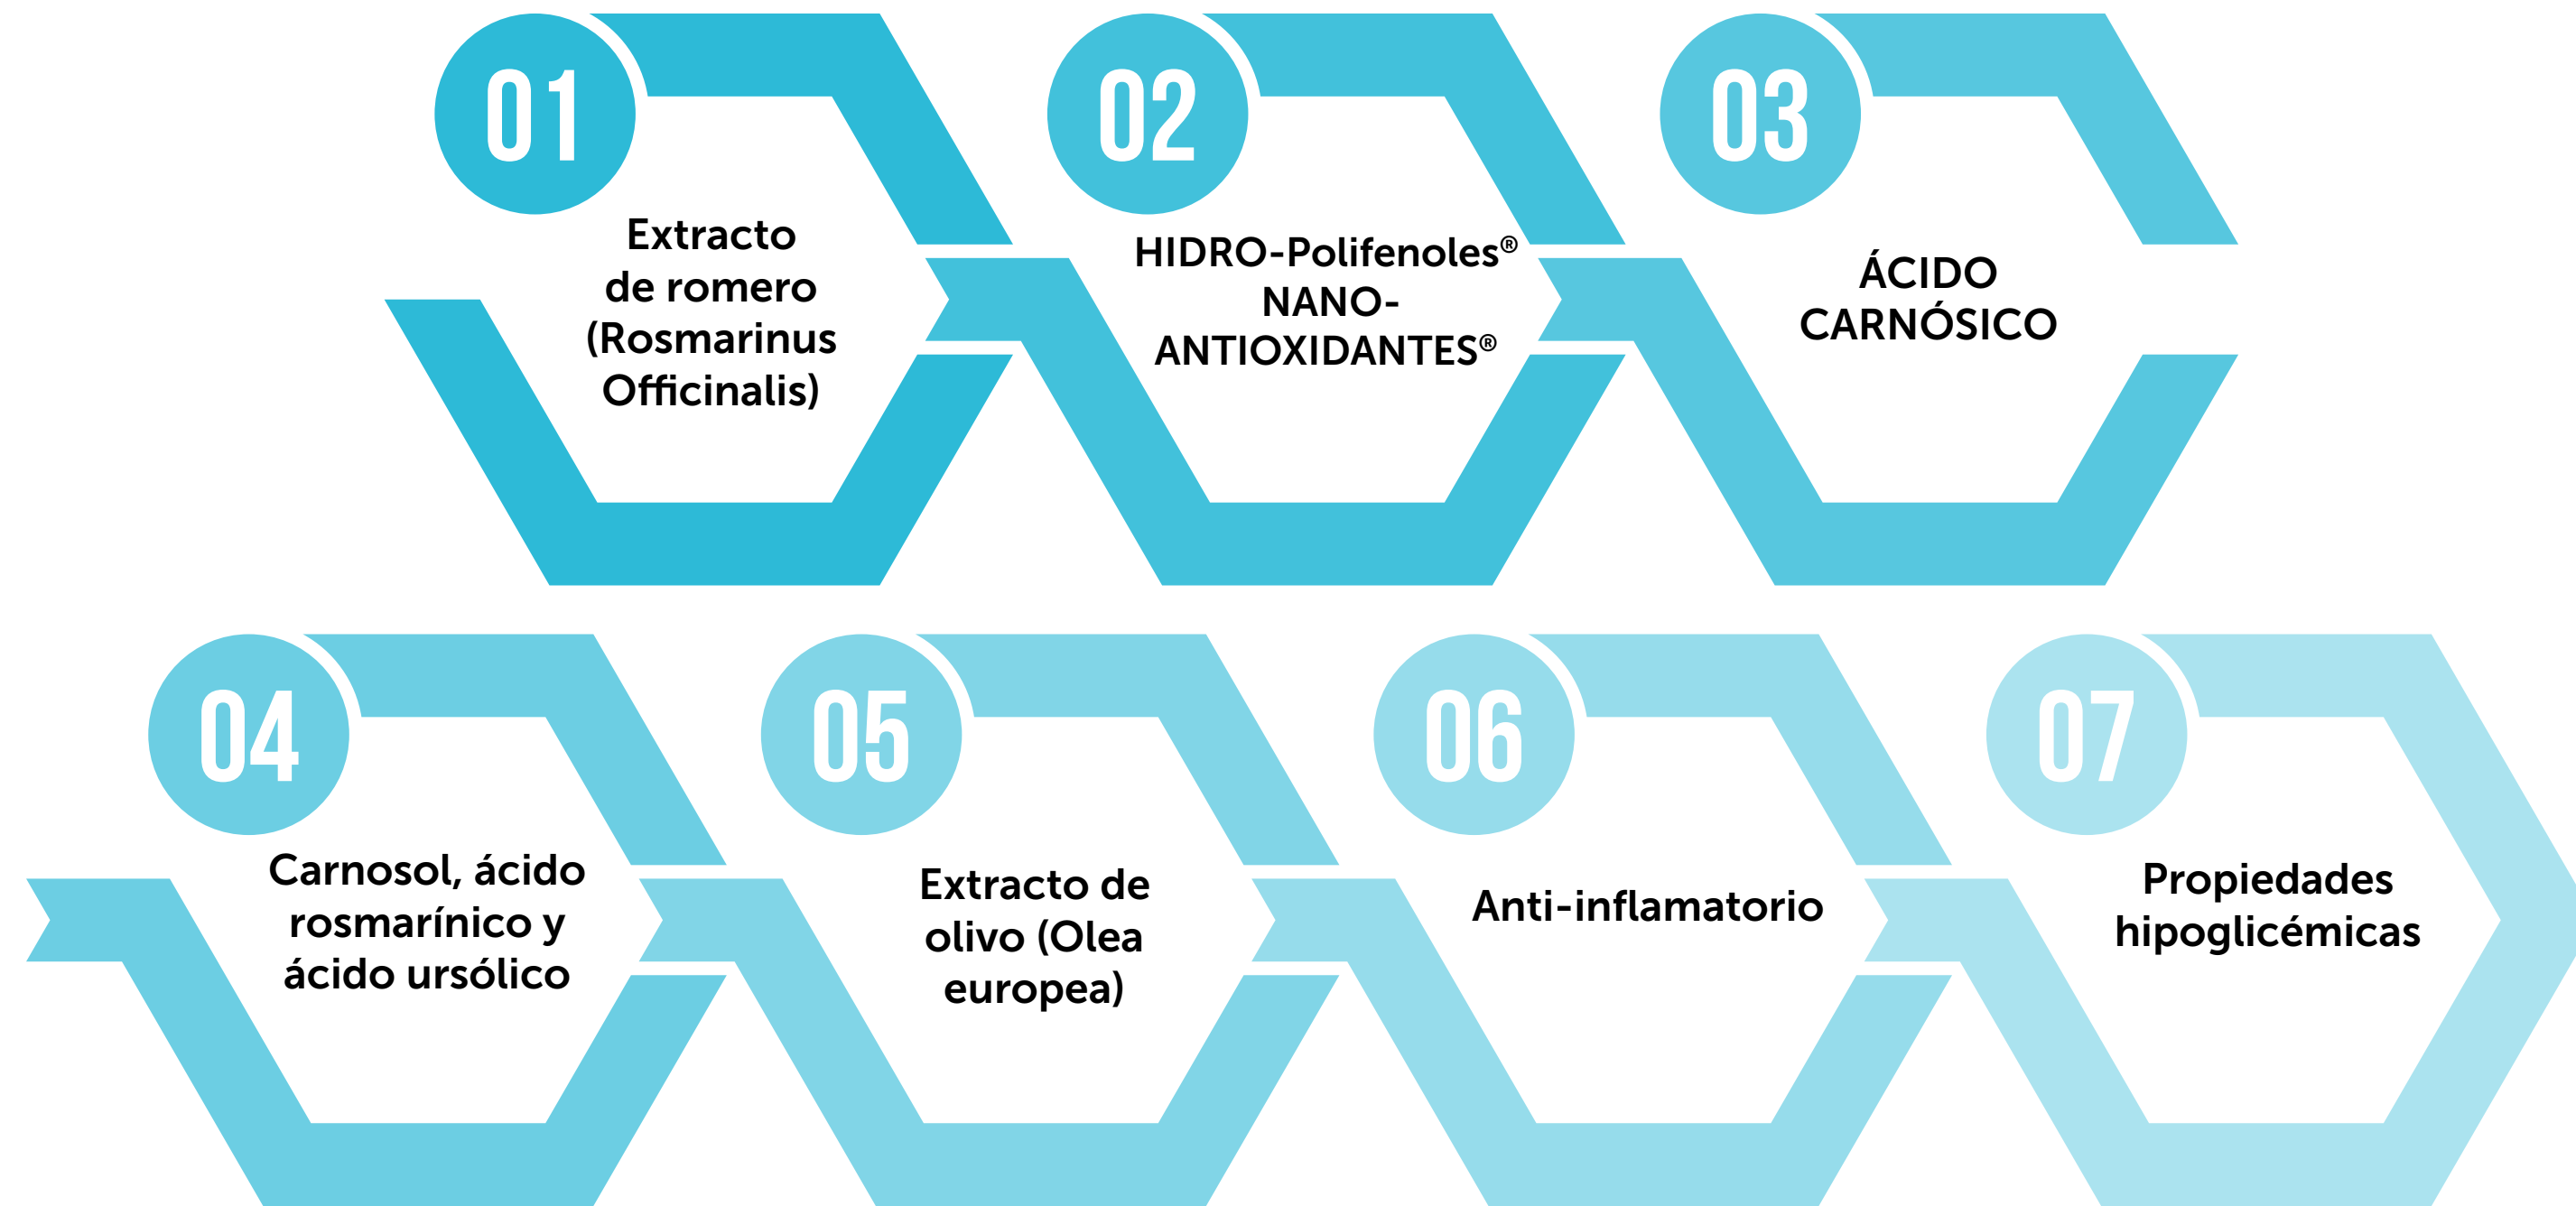 01
Extracto
de romero
(Rosmarinus
Officinalis)
02
HIDRO-Polifenoles®
NANO-
ANTIOXIDANTES®
03
ÁCIDO
CARNÓSICO
04
Carnosol, ácido
rosmarínico y
ácido ursólico
05
Extracto de
olivo (Olea
europea)
06
Anti-inflamatorio
07
Propiedades
hipoglicémicas